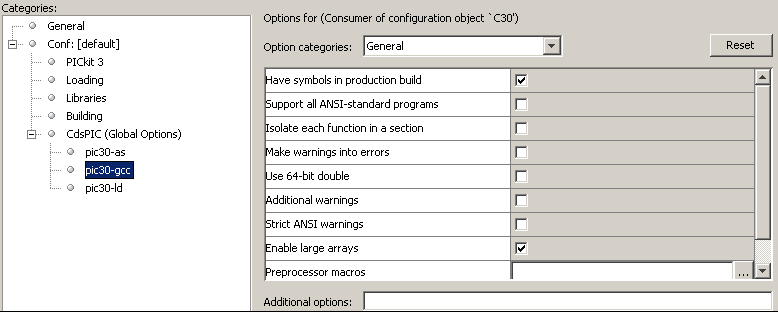 Categories:
General
Conf: [default]
PICkit 3
Loading
Libraries
Building
CdsPIC (Global Options)
pic30-as
pic30-gcc
pic30-ld
Options for (Consumer of configuration object `C30')
Option categories: General Reset
Have symbols in production build
Support all ANSI-standard programs
Isolate each function in a section
Make warnings into errors
Use 64-bit double
Additional warnings
Strict ANSI warnings
Enable large arrays
Preprocessor macros ...
Additional options: